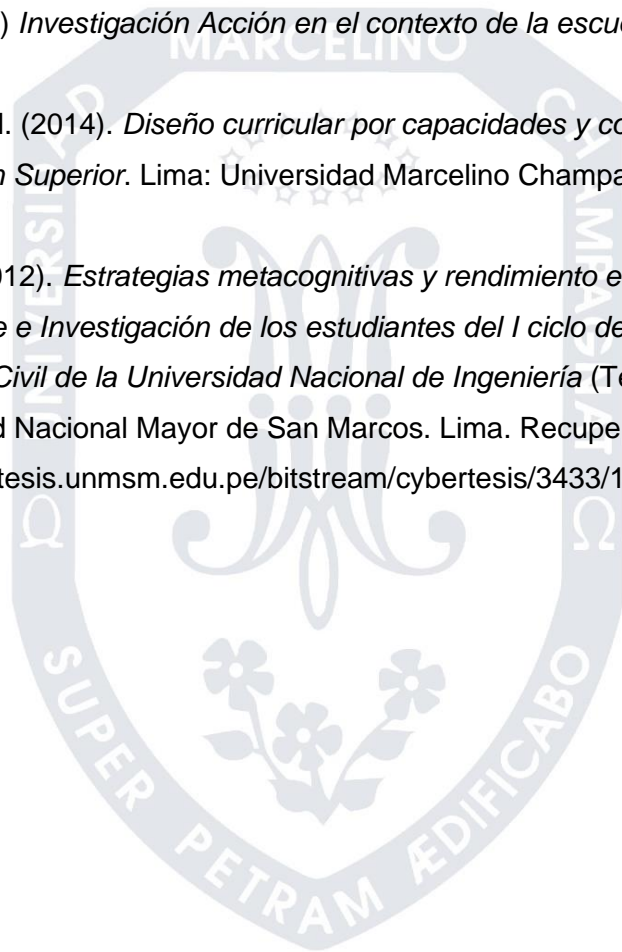 ) Investigación Acción en el contexto de la escue
l. (2014). Diseño curricular por capacidades y co
n Superior. Lima: Universidad Marcelino Champa
012). Estrategias metacognitivas y rendimiento e
e e Investigación de los estudiantes del I ciclo de
Civil de la Universidad Nacional de Ingeniería (Te
d Nacional Mayor de San Marcos. Lima. Recupe
tesis.unmsm.edu.pe/bitstream/cybertesis/3433/1
UNIVERSIDAD
MARCELINO
CHAMPAGNAT
Ω
Ω
SUPER PETRAM ÆDIFICABO